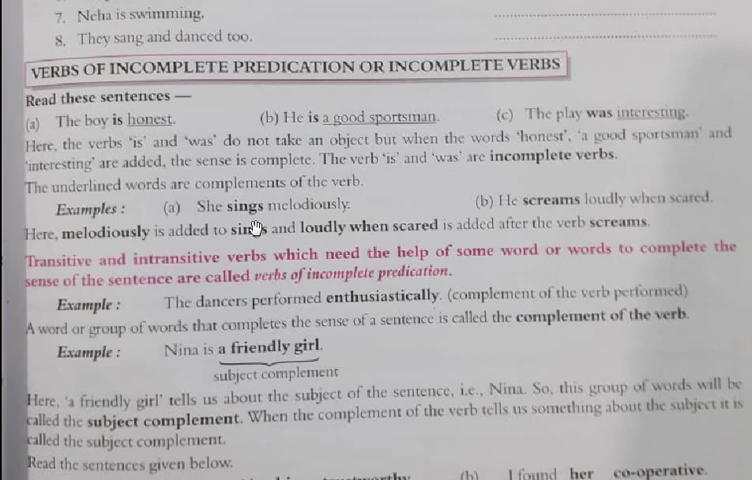 7. Neha is swimming.
8. They sang and danced too.
VERBS OF INCOMPLETE PREDICATION OR INCOMPLETE VERBS
Read these sentences —
(a) The boy is honest. (b) He is a good sportsman. (c) The play was interesting.
Here, the verbs 'is' and 'was' do not take an object but when the words 'honest', 'a good sportsman' and
'interesting' are added, the sense is complete. The verb 'is' and 'was' are incomplete verbs.
The underlined words are complements of the verb.
Examples : (a) She sings melodiously. (b) He screams loudly when scared.
Here, melodiously is added to sings and loudly when scared is added after the verb screams.
Transitive and intransitive verbs which need the help of some word or words to complete the
sense of the sentence are called verbs of incomplete predication.
Example : The dancers performed enthusiastically. (complement of the verb performed)
A word or group of words that completes the sense of a sentence is called the complement of the verb.
Example : Nina is a friendly girl.
subject complement
Here, 'a friendly girl' tells us about the subject of the sentence, i.e., Nina. So, this group of words will be
called the subject complement. When the complement of the verb tells us something about the subject it is
called the subject complement.
Read the sentences given below.
(b) I found her co-operative.